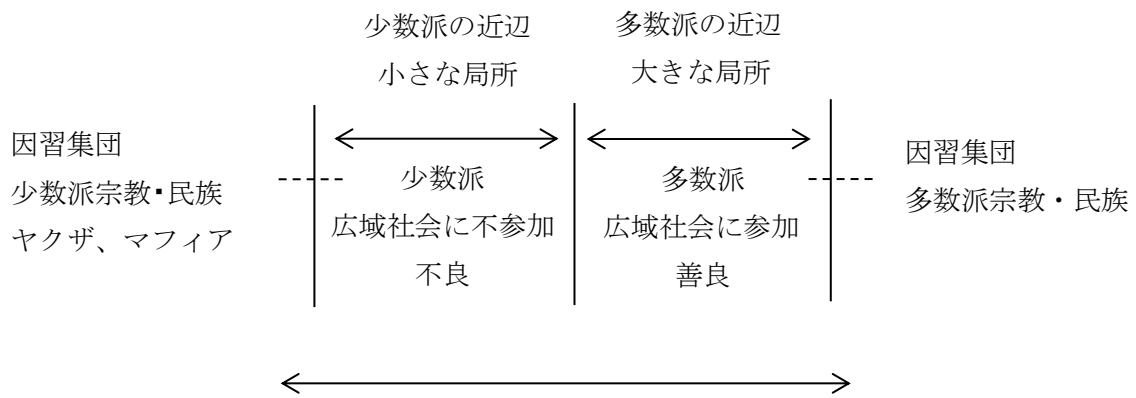 少数派の近辺
小さな局所
多数派の近辺
大きな局所
因習集団
少数派宗教▪民族
ヤクザ、マフィア
少数派
広域社会に不参加
不良
多数派
広域社会に参加
善良
因習集団
多数派宗教・民族